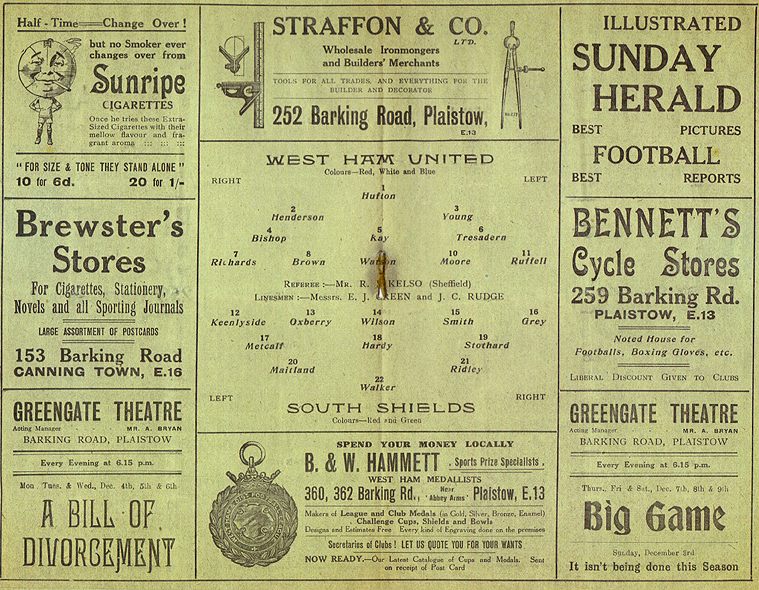 Half - Time Change Over !
but no Smoker ever
changes over from
Sunripe
CIGARETTES
Once he tries these Extra-
Sized Cigarettes with their
mellow flavour and fra-
grant aroma ::: ::: :::
"FOR SIZE & TONE THEY STAND ALONE"
10 for 6d. 20 for 1/-
Brewster's
Stores
For Cigarettes, Stationery,
Novels and all Sporting Journals
LARGE ASSORTMENT OF POSTCARDS
153 Barking Road
CANNING TOWN, E.16
GREENGATE THEATRE
Acting Manager MR. A. BRYAN
BARKING ROAD, PLAISTOW
Every Evening at 6.15 p.m.
Mon. Tues. & Wed., Dec. 4th, 5th & 6th
A BILL OF
DIVORCEMENT
STRAFFON & CO.
LTD.
Wholesale Ironmongers
and Builders' Merchants
TOOLS FOR ALL TRADES, AND EVERYTHING FOR THE
BUILDER AND DECORATOR
252 Barking Road, Plaistow,
E.13
WEST HAM UNITED
Colours—Red, White and Blue
RIGHT LEFT
1
Hufton
2 3
Henderson Young
4 5 6
Bishop Kay Tresadern
7 8 10 11
Richards Brown Watson Moore Ruffell
REFEREE :—MR. R. KELSO (Sheffield)
LINESMEN :—MESSRS. E. J. GREEN and J. C. RUDGE
12 13 14 15 16
Keenlyside Oxberry Wilson Smith Grey
17 18 19
Metcalf Hardy Stothard
20 21
Maitland Ridley
22
Walker
LEFT RIGHT
SOUTH SHIELDS
Colours—Red and Green
SPEND YOUR MONEY LOCALLY
B. & W. HAMMETT . Sports Prize Specialists .
WEST HAM MEDALLISTS
360, 362 Barking Rd., Near "Abbey Arms" Plaistow, E.13
Makers of League and Club Medals (in Gold, Silver, Bronze, Enamel)
. Challenge Cups, Shields and Bowls
Designs and Estimates Free Every kind of Engraving done on the premises
Secretaries of Clubs ! LET US QUOTE YOU FOR YOUR WANTS
NOW READY.—Our Latest Catalogue of Cups and Medals. Sent
on receipt of Post Card
ILLUSTRATED
SUNDAY
HERALD
BEST PICTURES
FOOTBALL
BEST REPORTS
BENNETT'S
Cycle Stores
259 Barking Rd.
PLAISTOW, E.13
Noted House for
Footballs, Boxing Gloves, etc.
LIBERAL DISCOUNT GIVEN TO CLUBS
GREENGATE THEATRE
Acting Manager MR. A. BRYAN
BARKING ROAD, PLAISTOW
Every Evening at 6.15 p.m.
Thurs., Fri & Sat., Dec. 7th, 8th & 9th
Big Game
Sunday, December 3rd
It isn't being done this Season